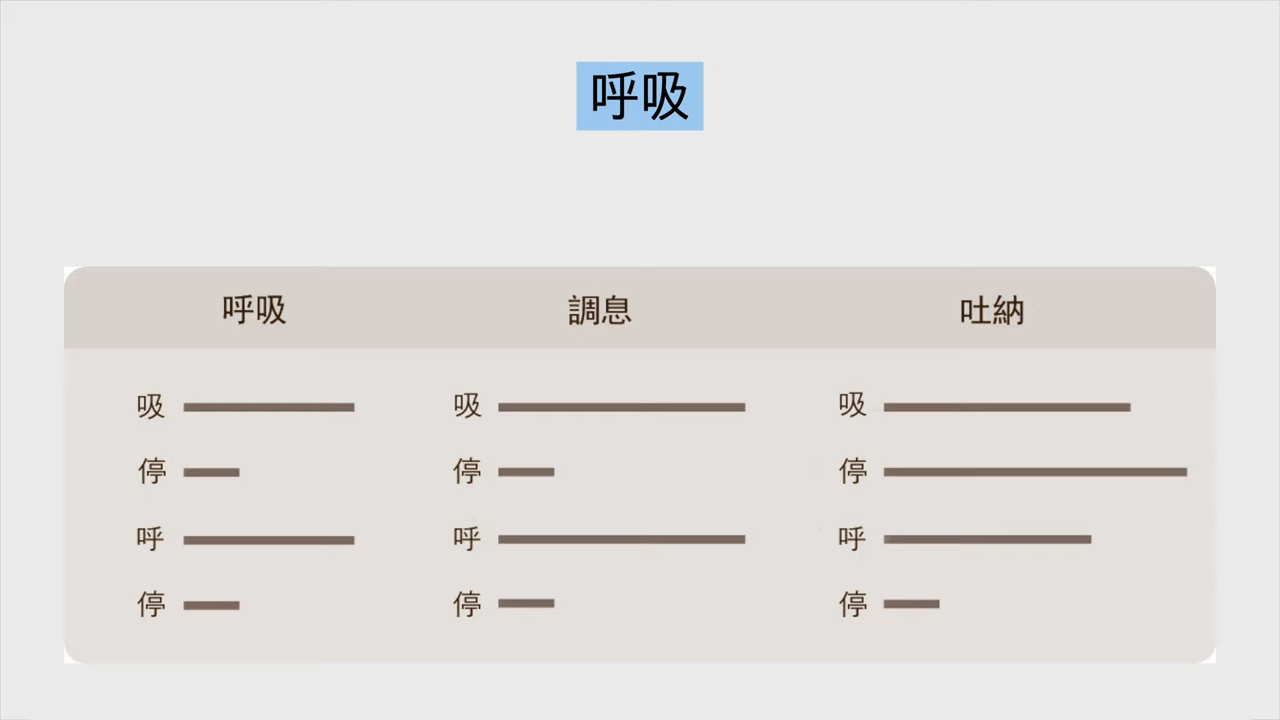 呼吸
呼吸 調息 吐納
吸 吸 吸
停 停 停
呼 呼 呼
停 停 停